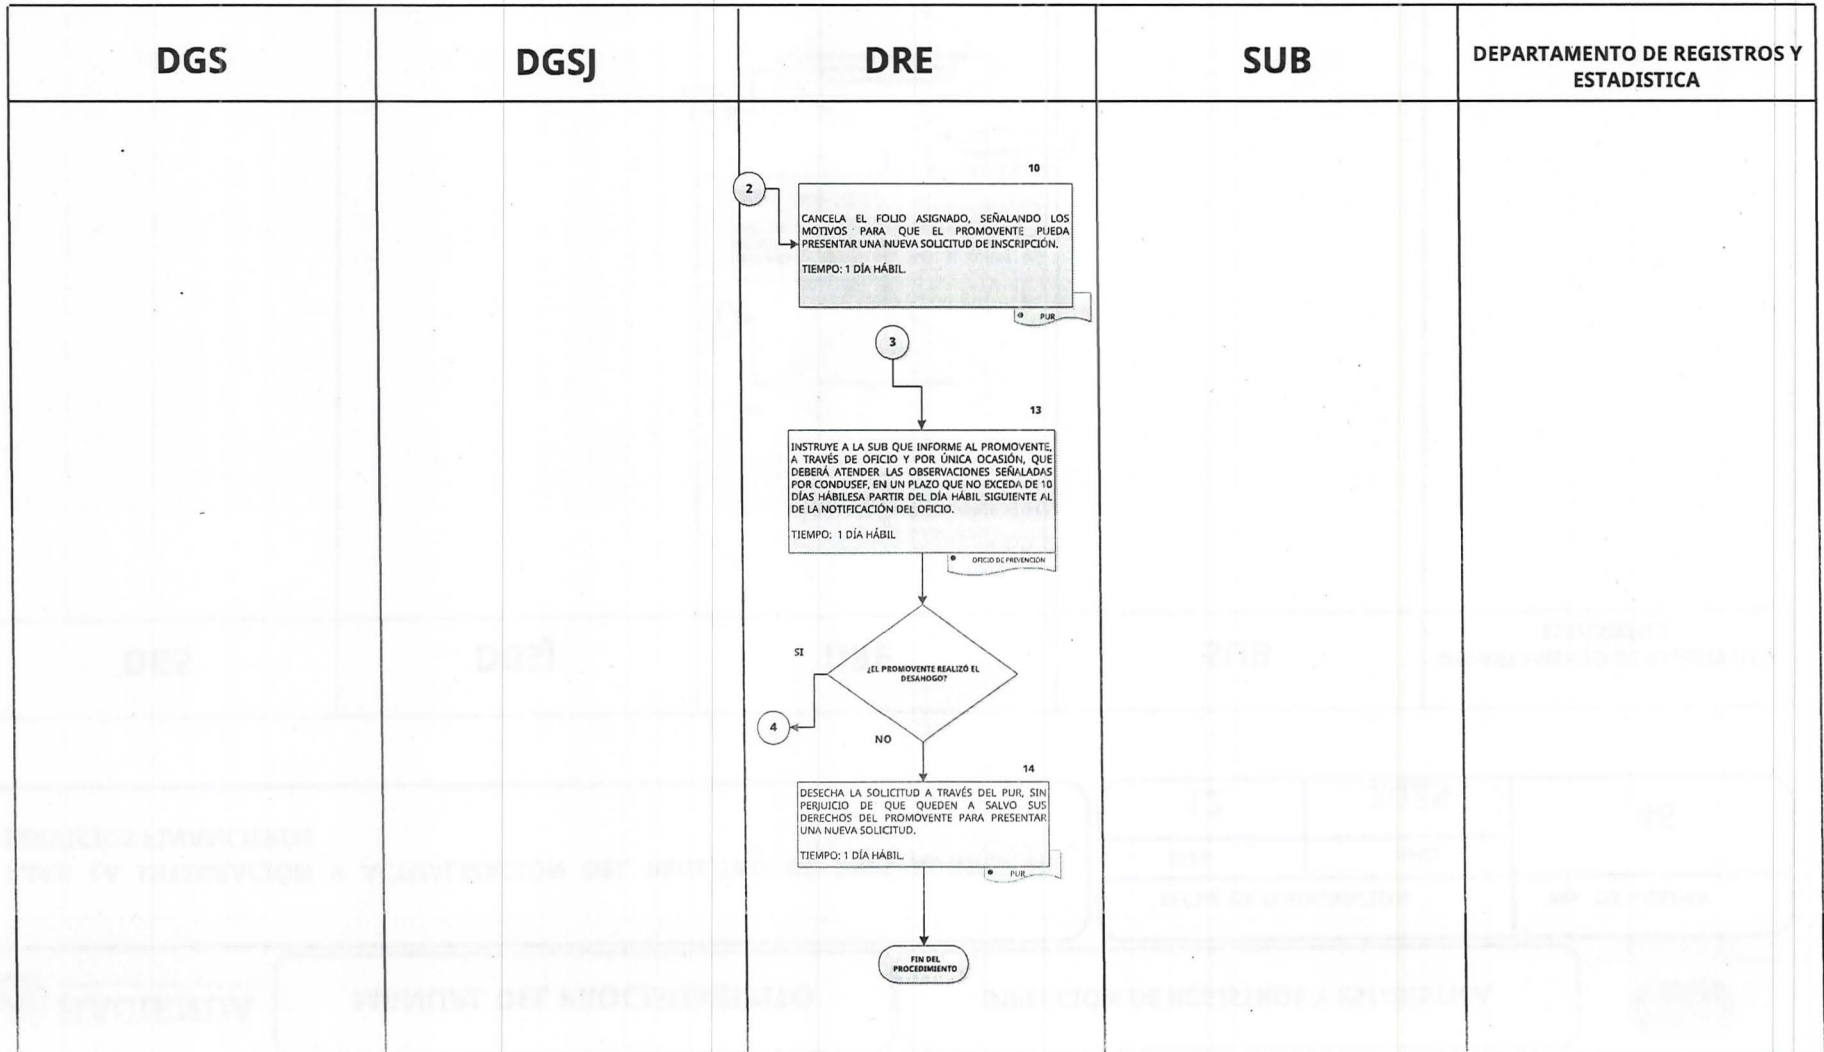 DGS
DGSJ
DRE
SUB
DEPARTAMENTO DE REGISTROS Y
ESTADISTICA
10
2
CANCELA EL FOLIO ASIGNADO, SEÑALANDO LOS
MOTIVOS PARA QUE EL PROMOVENTE PUEDA
PRESENTAR UNA NUEVA SOLICITUD DE INSCRIPCIÓN.
TIEMPO: 1 DÍA HÁBIL.
PUR
3
13
INSTRUYE A LA SUB QUE INFORME AL PROMOVENTE,
A TRAVÉS DE OFICIO Y POR ÚNICA OCASIÓN, QUE
DEBERÁ ATENDER LAS OBSERVACIONES SEÑALADAS
POR CONDUSEF, EN UN PLAZO QUE NO EXCEDA DE 10
DÍAS HÁBILESA PARTIR DEL DÍA HÁBIL SIGUIENTE AL
DE LA NOTIFICACIÓN DEL OFICIO.
TIEMPO: 1 DÍA HÁBIL
OFICIO DE PREVENCIÓN
SI
¿EL PROMOVENTE REALIZÓ EL
DESAHOGO?
4
NO
14
DESECHA LA SOLICITUD A TRAVÉS DEL PUR, SIN
PERJUICIO DE QUE QUEDEN A SALVO SUS
DERECHOS DEL PROMOVENTE PARA PRESENTAR
UNA NUEVA SOLICITUD.
TIEMPO: 1 DÍA HÁBIL.
PUR
FIN DEL
PROCEDIMIENTO